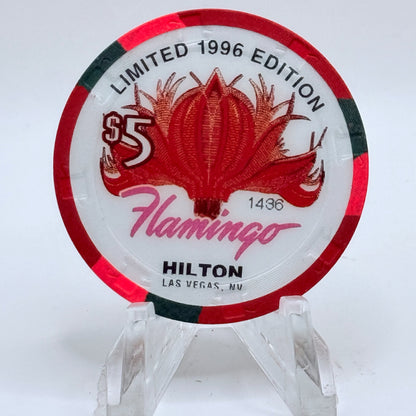 LIMITED 1996 EDITION
$5
1436
Flamingo
HILTON
LAS VEGAS, NV